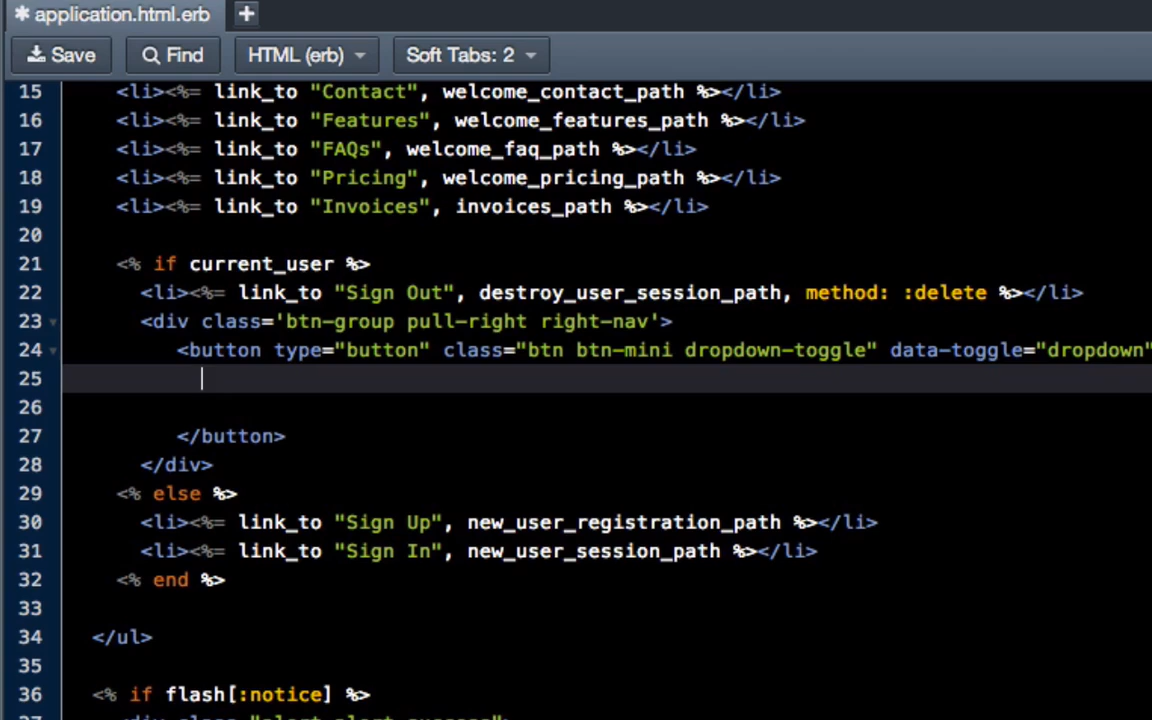 * application.html.erb +
Save Find HTML (erb) Soft Tabs: 2
15 <li><%= link_to "Contact", welcome_contact_path %></li>
16 <li><%= link_to "Features", welcome_features_path %></li>
17 <li><%= link_to "FAQs", welcome_faq_path %></li>
18 <li><%= link_to "Pricing", welcome_pricing_path %></li>
19 <li><%= link_to "Invoices", invoices_path %></li>
20
21 <% if current_user %>
22 <li><%= link_to "Sign Out", destroy_user_session_path, method: :delete %></li>
23 <div class='btn-group pull-right right-nav'>
24 <button type="button" class="btn btn-mini dropdown-toggle" data-toggle="dropdown"
25
26
27 </button>
28 </div>
29 <% else %>
30 <li><%= link_to "Sign Up", new_user_registration_path %></li>
31 <li><%= link_to "Sign In", new_user_session_path %></li>
32 <% end %>
33
34 </ul>
35
36 <% if flash[:notice] %>